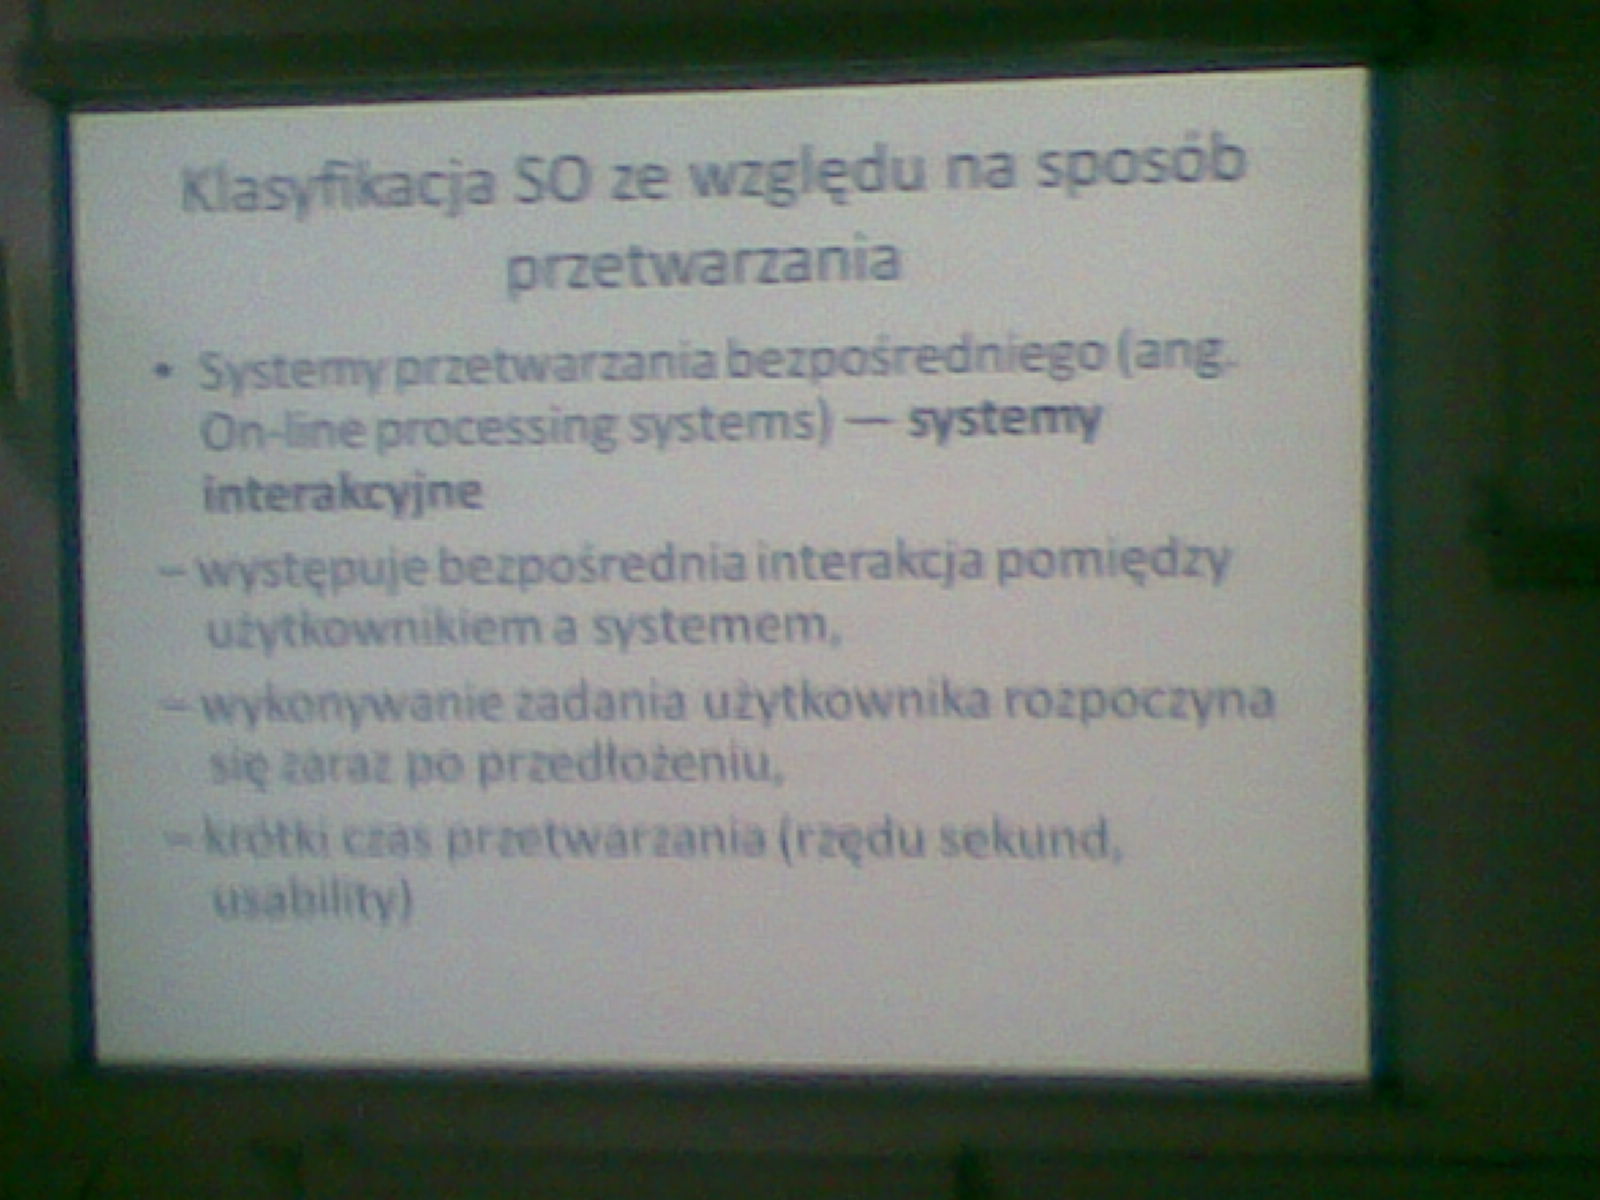 Klasyfikacja SO ze względu na sposób
przetwarzania
• Systemy przetwarzania bezpośredniego (ang.
On-line processing systems) — systemy
interakcyjne
– występuje bezpośrednia interakcja pomiędzy
użytkownikiem a systemem,
– wykonywanie zadania użytkownika rozpoczyna
się zaraz po przedłożeniu,
– krótki czas przetwarzania (rzędu sekund,
usability)